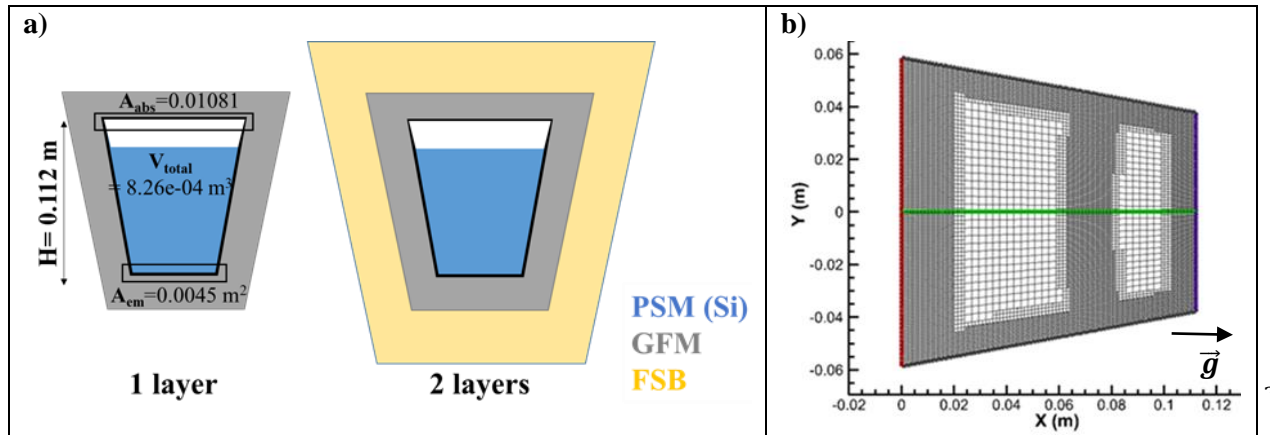 a)
A_abs=0.01081
H= 0.112 m
V_total
= 8.26e-04 m³
A_em=0.0045 m²
1 layer
2 layers
PSM (Si)
GFM
FSB
b)
0.06
0.04
0.02
0
-0.02
-0.04
-0.06
Y (m)
-0.02 0 0.02 0.04 0.06 0.08 0.1 0.12
X (m)
g